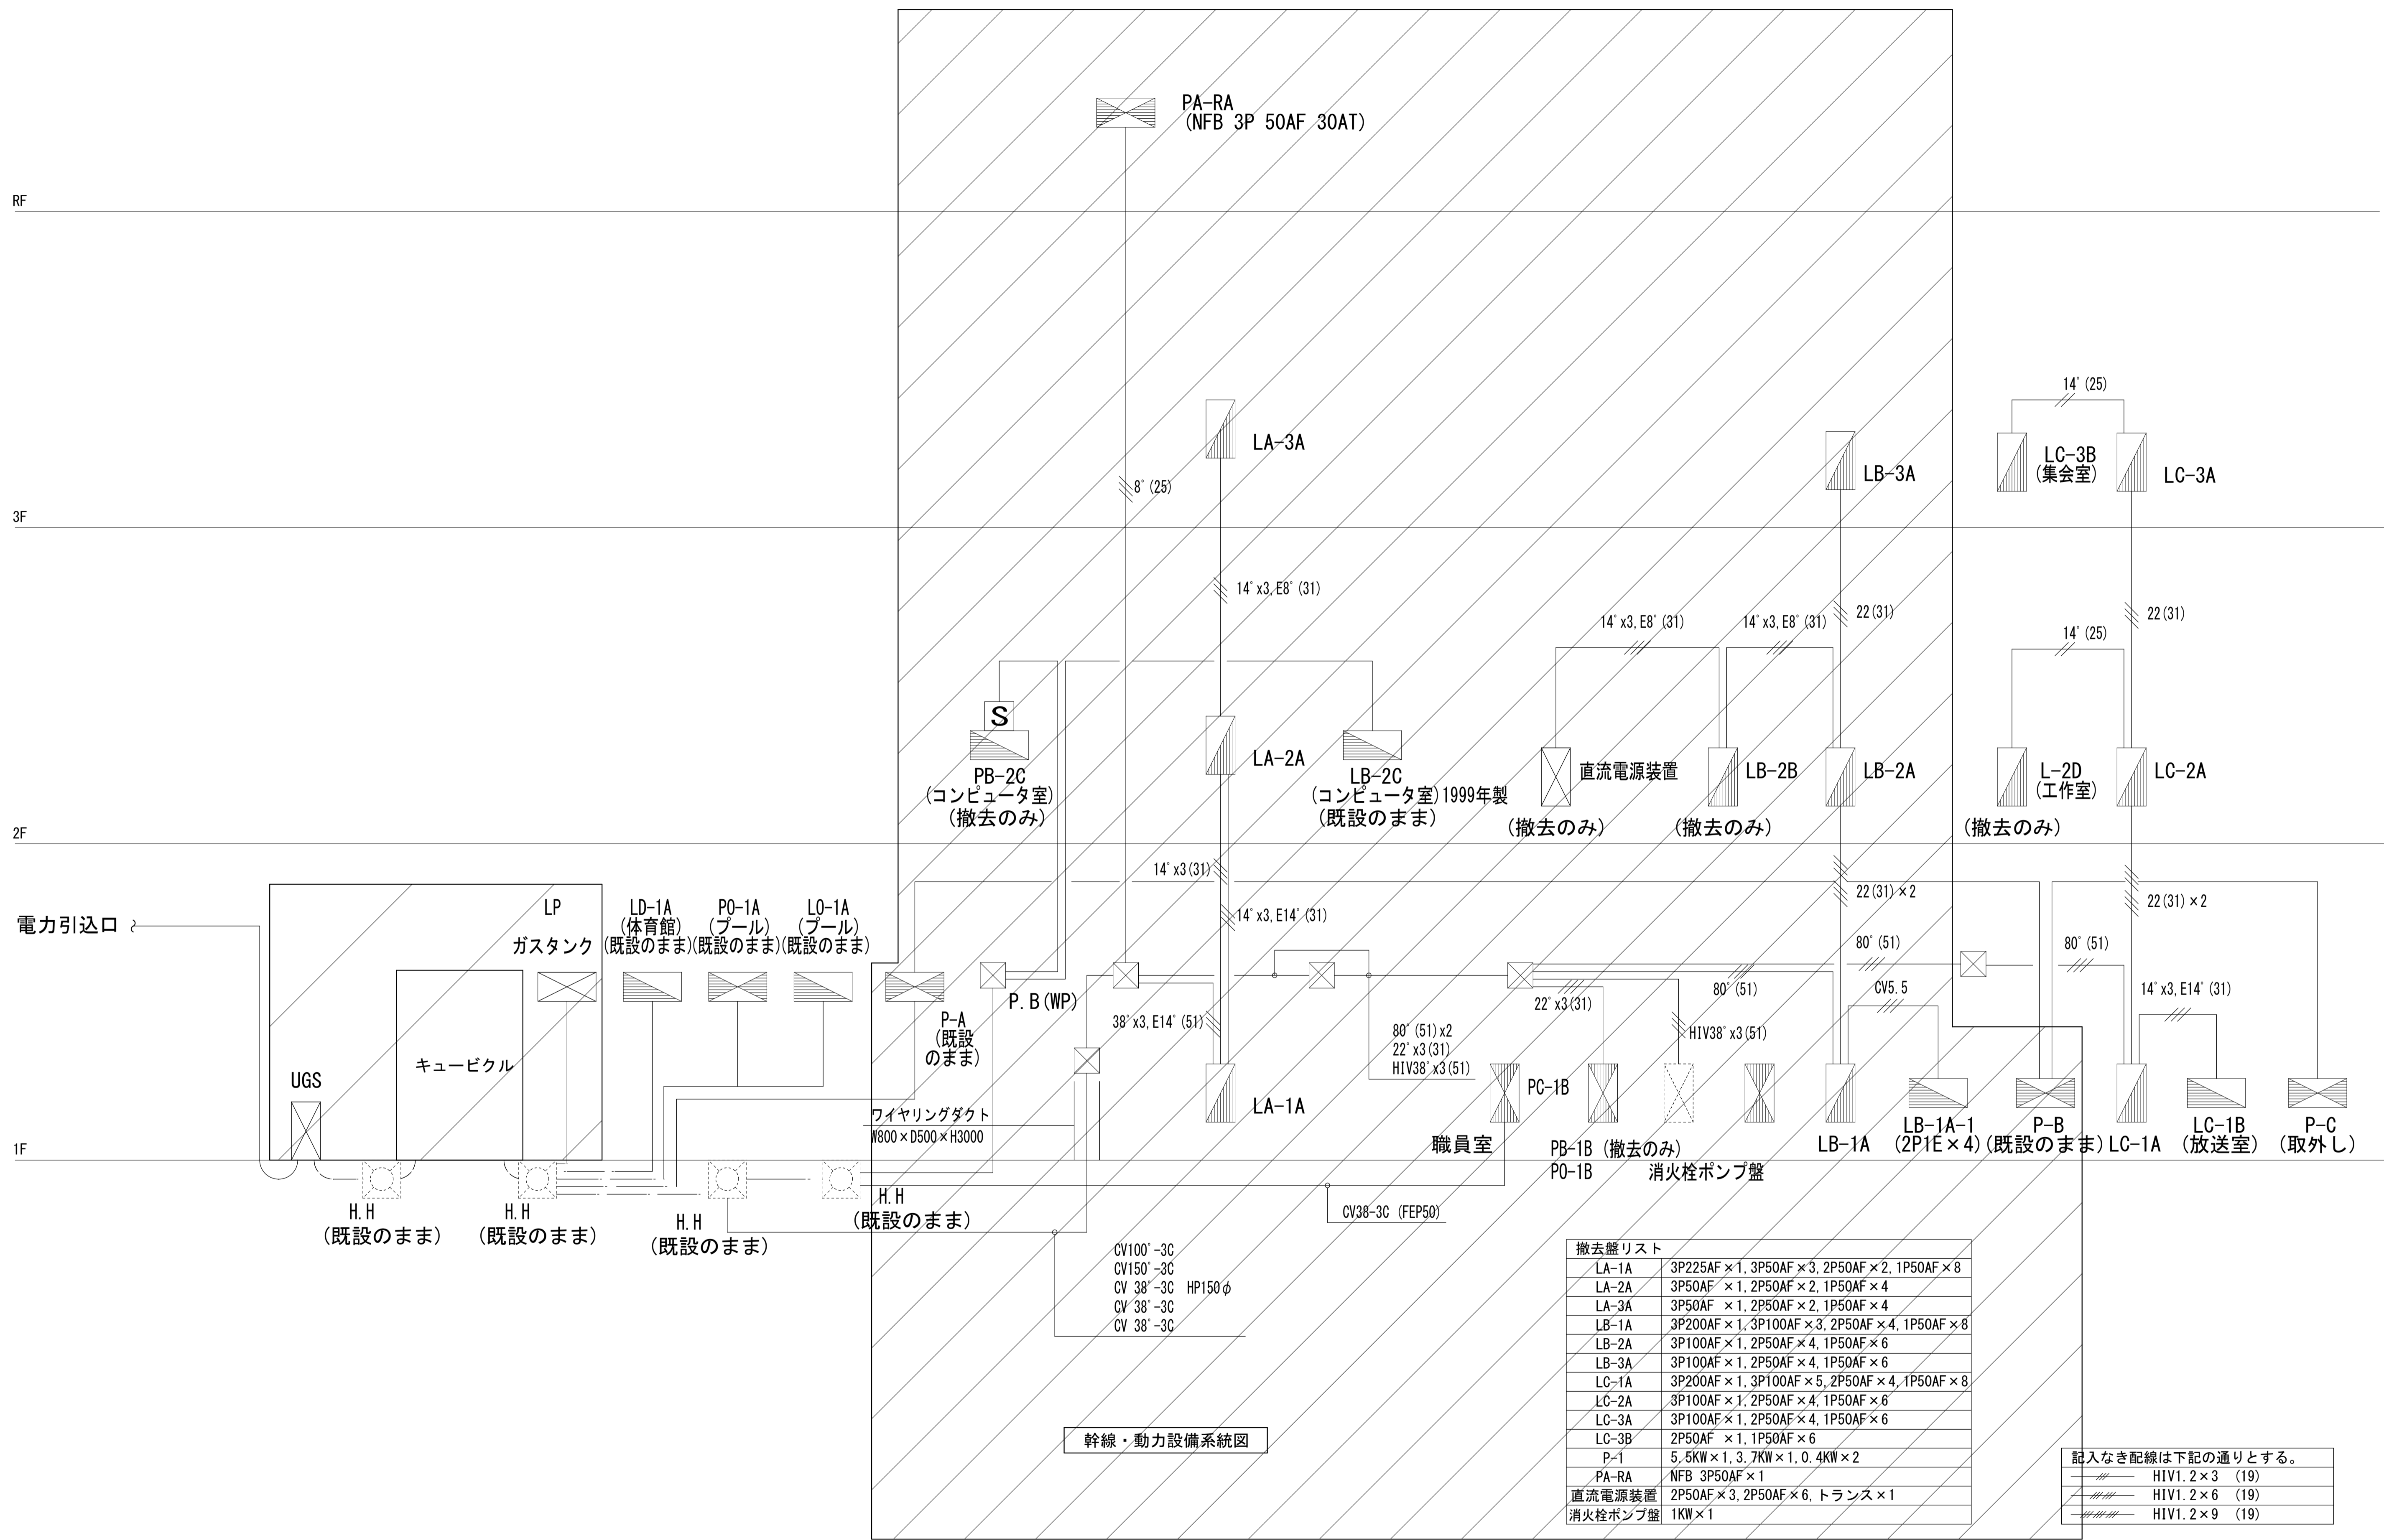 PA-RA
(NFB 3P 50AF 30AT)
RF
14°(25)
LA-3A
LB-3A
LC-3B
(集会室)
LC-3A
8°(25)
3F
14°x3,E8°(31)
14°x3,E8°(31)
14°x3,E8°(31)
22(31)
22(31)
14°(25)
S
PB-2C
(コンピュータ室)
(撤去のみ)
LA-2A
LB-2C
(コンピュータ室)1999年製
(既設のまま)
直流電源装置
(撤去のみ)
LB-2B
(撤去のみ)
LB-2A
L-2D
(工作室)
(撤去のみ)
LC-2A
2F
14°x3(31)
14°x3,E14°(31)
22(31)×2
22(31)×2
電力引込口
LP
ガスタンク
LD-1A
(体育館)
(既設のまま)
PO-1A
(プール)
(既設のまま)
LO-1A
(プール)
(既設のまま)
80°(51)
80°(51)
P-A
(既設
のまま)
P.B(WP)
38°x3,E14°(51)
80°(51)x2
22°x3(31)
HIV38°x3(51)
22°x3(31)
HIV38°x3(51)
80°(51)
CV5.5
14°x3,E14°(31)
UGS
キュービクル
ワイヤリングダクト
W800×D500×H3000
LA-1A
PC-1B
職員室
PB-1B (撤去のみ)
PO-1B
消火栓ポンプ盤
LB-1A
LB-1A-1
(2P1E×4)
P-B
(既設のまま)
LC-1A
LC-1B
(放送室)
P-C
(取外し)
1F
H.H
(既設のまま)
H.H
(既設のまま)
H.H
(既設のまま)
H.H
(既設のまま)
CV38-3C (FEP50)
CV100°-3C
CV150°-3C
CV 38°-3C HP150φ
CV 38°-3C
CV 38°-3C
幹線・動力設備系統図
撤去盤リスト
LA-1A 3P225AF×1,3P50AF×3,2P50AF×2,1P50AF×8
LA-2A 3P50AF ×1,2P50AF×2,1P50AF×4
LA-3A 3P50AF ×1,2P50AF×2,1P50AF×4
LB-1A 3P200AF×1,3P100AF×3,2P50AF×4,1P50AF×8
LB-2A 3P100AF×1,2P50AF×4,1P50AF×6
LB-3A 3P100AF×1,2P50AF×4,1P50AF×6
LC-1A 3P200AF×1,3P100AF×5,2P50AF×4,1P50AF×8
LC-2A 3P100AF×1,2P50AF×4,1P50AF×6
LC-3A 3P100AF×1,2P50AF×4,1P50AF×6
LC-3B 2P50AF ×1,1P50AF×6
P-1 5.5KW×1,3.7KW×1,0.4KW×2
PA-RA NFB 3P50AF×1
直流電源装置 2P50AF×3,2P50AF×6,トランス×1
消火栓ポンプ盤 1KW×1
記入なき配線は下記の通りとする。
HIV1.2×3 (19)
HIV1.2×6 (19)
HIV1.2×9 (19)